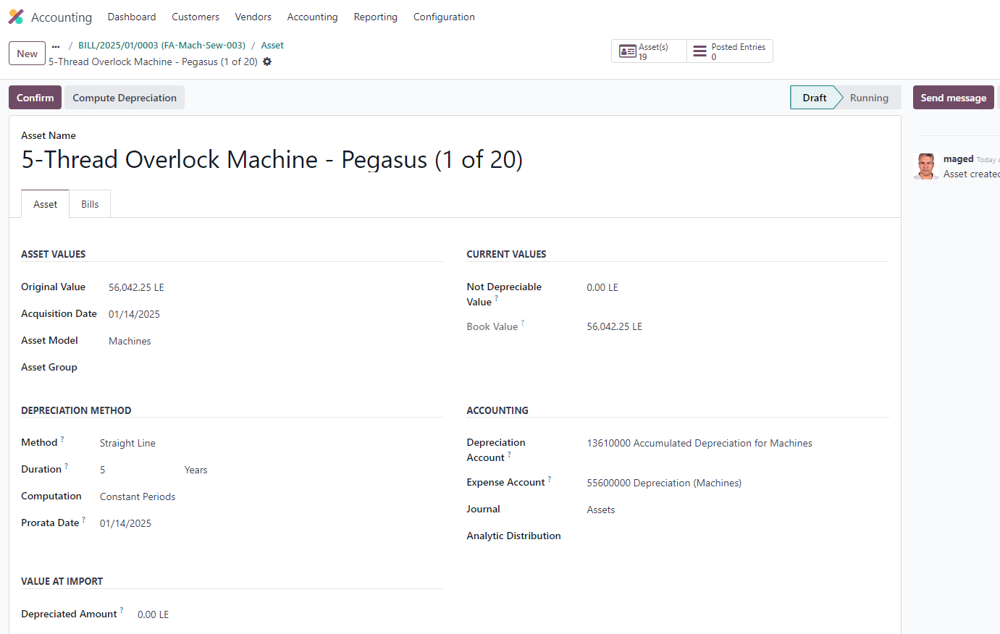 Accounting Dashboard Customers Vendors Accounting Reporting Configuration
New ... / BILL/2025/01/0003 (FA-Mach-Sew-003) / Asset
5-Thread Overlock Machine - Pegasus (1 of 20)
Asset(s)
19
Posted Entries
0
Confirm Compute Depreciation Draft Running Send message
Asset Name
5-Thread Overlock Machine - Pegasus (1 of 20)
maged Today a
Asset created
Asset Bills
ASSET VALUES
Original Value 56,042.25 LE
Acquisition Date 01/14/2025
Asset Model Machines
Asset Group
CURRENT VALUES
Not Depreciable
Value ? 0.00 LE
Book Value ? 56,042.25 LE
DEPRECIATION METHOD
Method ? Straight Line
Duration ? 5 Years
Computation Constant Periods
Prorata Date ? 01/14/2025
ACCOUNTING
Depreciation
Account ? 13610000 Accumulated Depreciation for Machines
Expense Account ? 55600000 Depreciation (Machines)
Journal Assets
Analytic Distribution
VALUE AT IMPORT
Depreciated Amount ? 0.00 LE